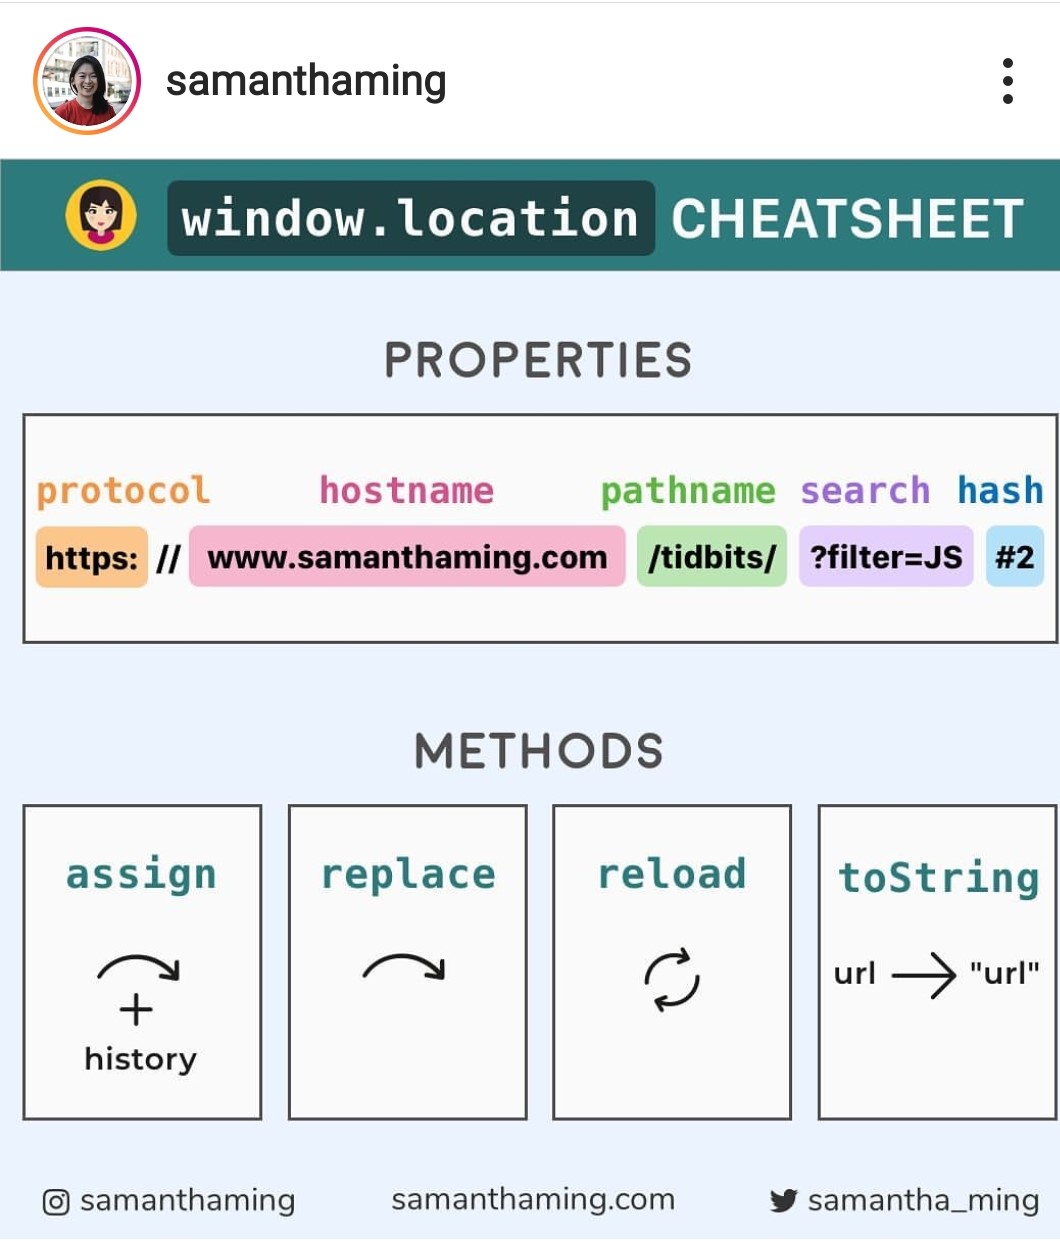 samanthaming
window.location CHEATSHEET
PROPERTIES
protocol hostname pathname search hash
https: // www.samanthaming.com /tidbits/ ?filter=JS #2
METHODS
assign replace reload toString
+
history
url "url"
samanthaming samanthaming.com samantha_ming